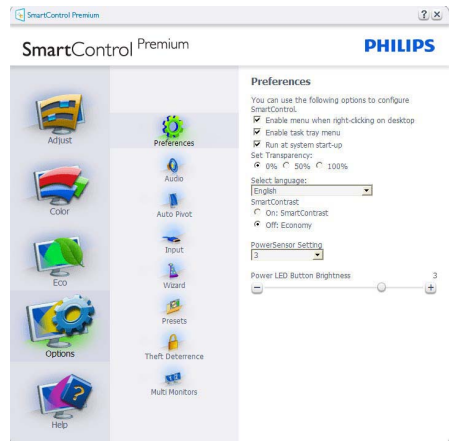 SmartControl Premium
? x
SmartControl Premium
PHILIPS
Adjust
Color
Eco
Options
Help
Preferences
Audio
Auto Pivot
Input
Wizard
Presets
Theft Deterrence
Multi Monitors
Preferences
You can use the following options to configure
SmartControl.
Enable menu when right-clicking on desktop
Enable task tray menu
Run at system start-up
Set Transparency:
0% 50% 100%
Select language:
English
SmartContrast
On: SmartContrast
Off: Economy
PowerSensor Setting
3
Power LED Button Brightness 3